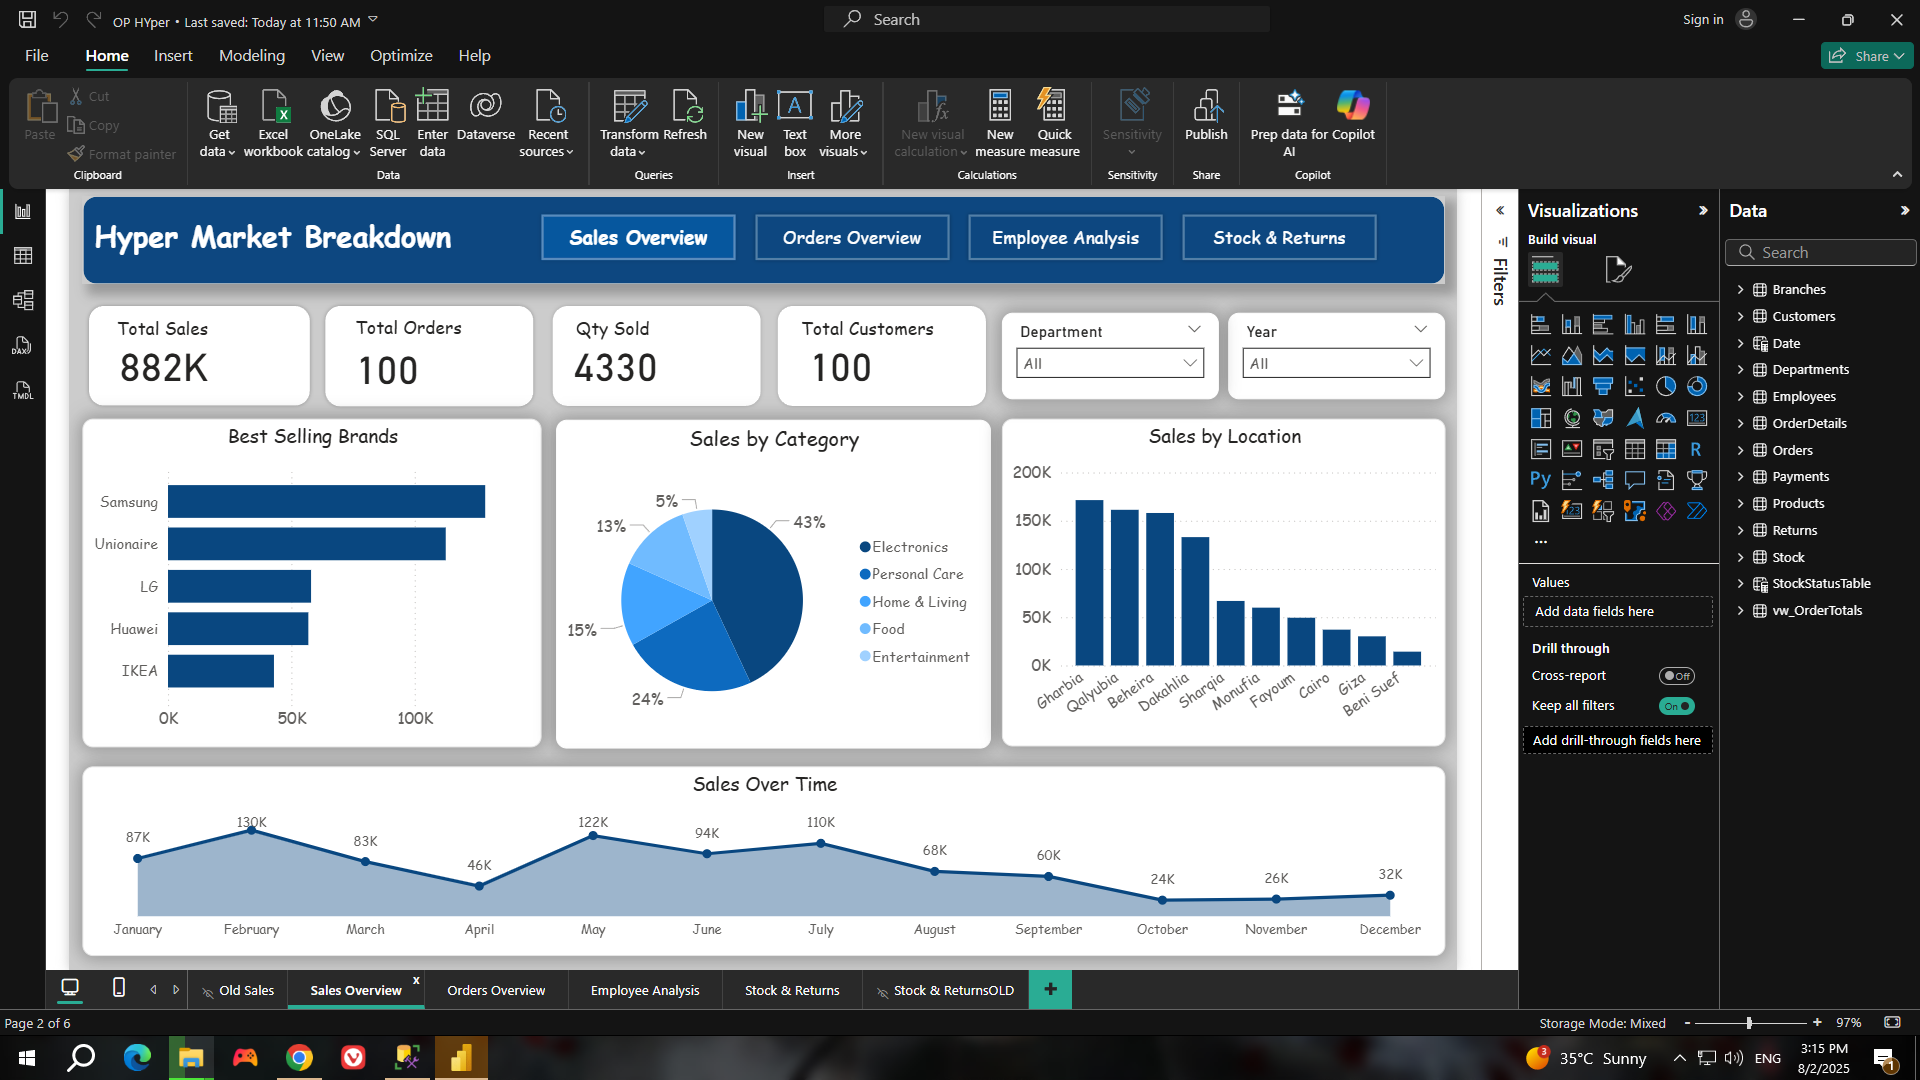 OP HYper • Last saved: Today at 11:50 AM
Search
Sign in
File
Home
Insert
Modeling
View
Optimize
Help
Share
Paste
Cut
Copy
Format painter
Clipboard
Get data
Excel workbook
OneLake catalog
SQL Server
Enter data
Dataverse
Recent sources
Data
Transform data
Refresh
Queries
New visual
Text box
More visuals
Insert
New visual calculation
New measure
Quick measure
Calculations
Sensitivity
Sensitivity
Publish
Share
Prep data for AI
Copilot
Copilot
DAX
TMDL
Hyper Market Breakdown
Sales Overview
Orders Overview
Employee Analysis
Stock & Returns
Total Sales
882K
Total Orders
100
Qty Sold
4330
Total Customers
100
Department
All
Year
All
Best Selling Brands
Samsung
Unionaire
LG
Huawei
IKEA
0K
50K
100K
Sales by Category
5%
43%
13%
15%
24%
Electronics
Personal Care
Home & Living
Food
Entertainment
Sales by Location
200K
150K
100K
50K
0K
Gharbia
Qalyubia
Beheira
Dakahlia
Sharqia
Monufia
Fayoum
Cairo
Giza
Beni Suef
Sales Over Time
87K
130K
83K
46K
122K
94K
110K
68K
60K
24K
26K
32K
January
February
March
April
May
June
July
August
September
October
November
December
Filters
Visualizations
Build visual
123
R
Py
123
...
Values
Add data fields here
Drill through
Cross-report
Off
Keep all filters
On
Add drill-through fields here
Data
Search
Branches
Customers
Date
Departments
Employees
OrderDetails
Orders
Payments
Products
Returns
Stock
StockStatusTable
vw_OrderTotals
Old Sales
Sales Overview
x
Orders Overview
Employee Analysis
Stock & Returns
Stock & ReturnsOLD
+
Page 2 of 6
Storage Mode: Mixed
-
+
97%
3
35°C Sunny
ENG
3:15 PM
8/2/2025
1